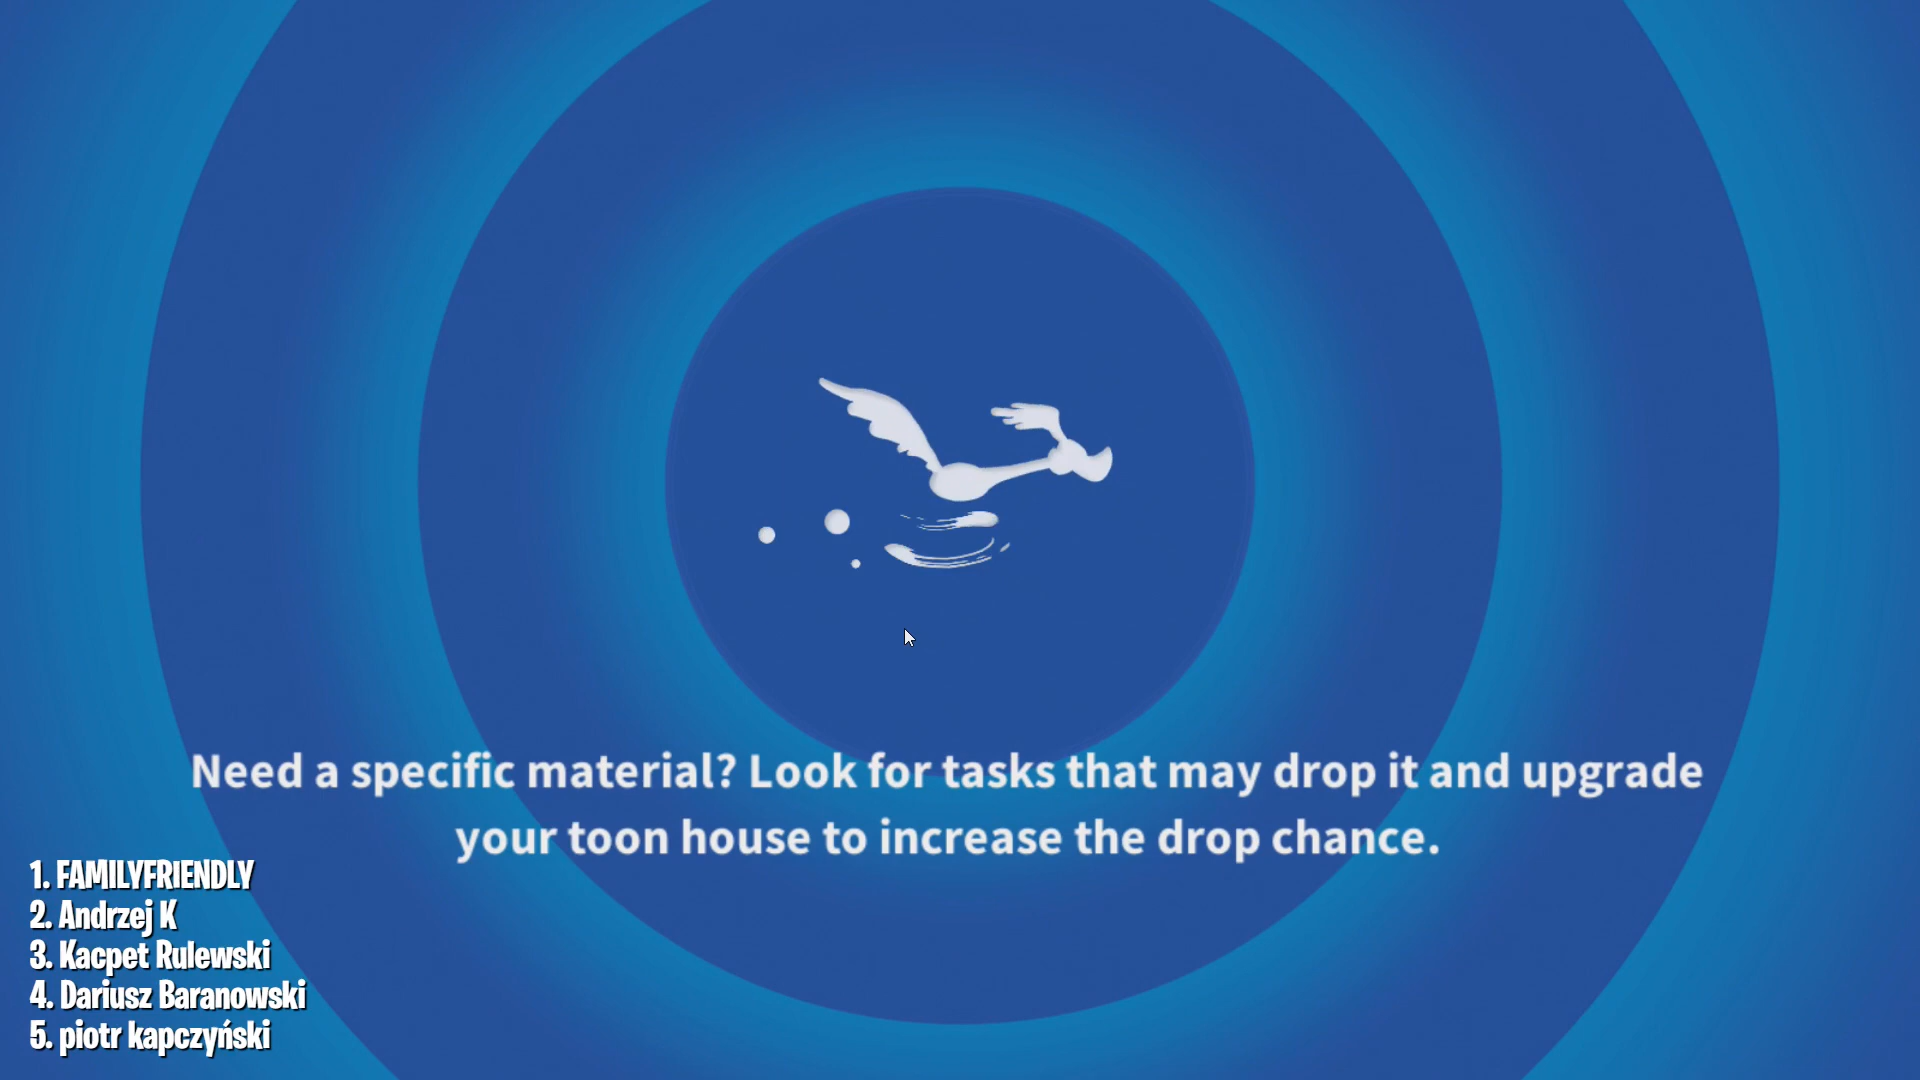 Need a specific material? Look for tasks that may drop it and upgrade
your toon house to increase the drop chance.
1. FAMILYFRIENDLY
2. Andrzej K
3. Kacpet Rulewski
4. Dariusz Baranowski
5. piotr kapczyński